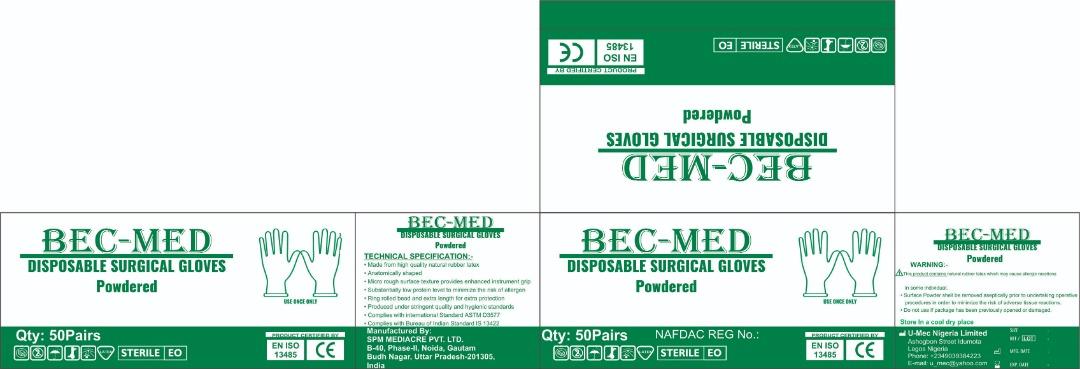 PRODUCT CERTIFIED BY
EN ISO
13485
CE
STERILE EO
Powdered
DISPOSABLE SURGICAL GLOVES
BEC-MED
BEC-MED
DISPOSABLE SURGICAL GLOVES
Powdered
USE ONCE ONLY
Qty: 50Pairs
STERILE EO
PRODUCT CERTIFIED BY
EN ISO
13485
CE
BEC-MED
DISPOSABLE SURGICAL GLOVES
Powdered
TECHNICAL SPECIFICATION:-
• Made from high quality natural rubber latex
• Anatomically shaped
• Micro rough surface texture provides enhanced instrument grip
• Substantially low protein level to minimize the risk of allergen
• Ring rolled bead and extra length for extra protection
• Produced under stringent quality and hygienic standards
• Complies with international Standard ASTM D3577
• Complies with Bureau of Indian Standard IS 13422
Manufactured By:
SPM MEDIACRE PVT. LTD.
B-40, Phase-II, Noida, Gautam
Budh Nagar, Uttar Pradesh-201305,
India
BEC-MED
DISPOSABLE SURGICAL GLOVES
Powdered
USE ONCE ONLY
Qty: 50Pairs
NAFDAC REG No.:
STERILE EO
PRODUCT CERTIFIED BY
EN ISO
13485
CE
BEC-MED
DISPOSABLE SURGICAL GLOVES
Powdered
WARNING:-
This product contains natural rubber latex which may cause allergic reactions
in some individual.
• Surface Powder shell be removed aseptically prior to undertaking operative
procedures in order to minimize the risk of adverse tissue reactions.
• Do not use if package has been previously opened or damaged.
Store In a cool dry place
U-Mec Nigeria Limited
Ashogbon Street Idumota
Lagos Nigeria
Phone: +2349039384223
E-mail: u_mec@yahoo.com
SIZE :
REF / LOT :
MFG. DATE :
EXP. DATE :